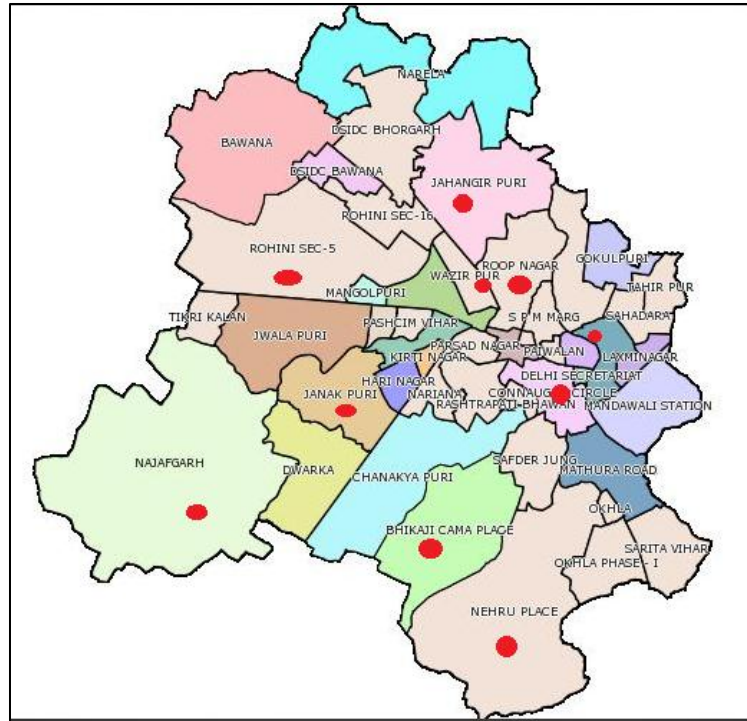 NARELA
DSIDC BHORGARH
BAWANA
DSIDC BAWANA
JAHANGIR PURI
ROHINI SEC-16
ROHINI SEC-5
GOKULPURI
ROOP NAGAR
WAZIR PUR
TAHIR PUR
MANGOLPURI
TIKRI KALAN
S P M MARG
SAHADARA
PASHCIM VIHAR
JWALA PURI
PARSAD NAGAR
PAIWALAN
KIRTI NAGAR
LAXMINAGAR
DELHI SECRETARIAT
HARI NAGAR
JANAK PURI
NARIANA
CONNAUGHT CIRCLE
RASHTRAPATI BHAWAN
MANDAWALI STATION
NAJAFGARH
SAFDER JUNG
DWARKA
MATHURA ROAD
CHANAKYA PURI
OKHLA
BHIKAJI CAMA PLACE
SARITA VIHAR
OKHLA PHASE - I
NEHRU PLACE